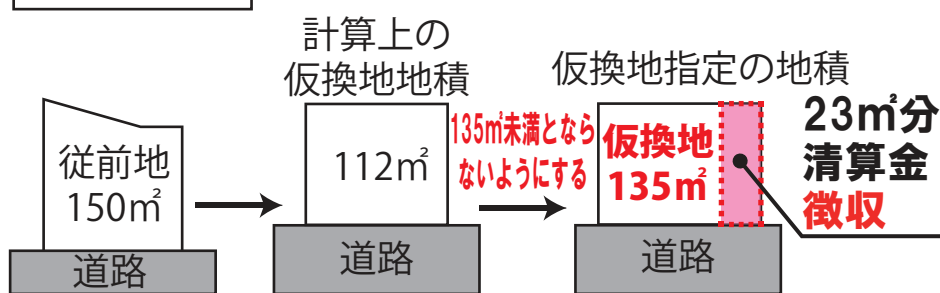 計算上の
仮換地地積
仮換地指定の地積
従前地
150㎡
112㎡
135㎡未満となら
ないようにする
仮換地
135㎡
23㎡分
清算金
徴収
道路
道路
道路